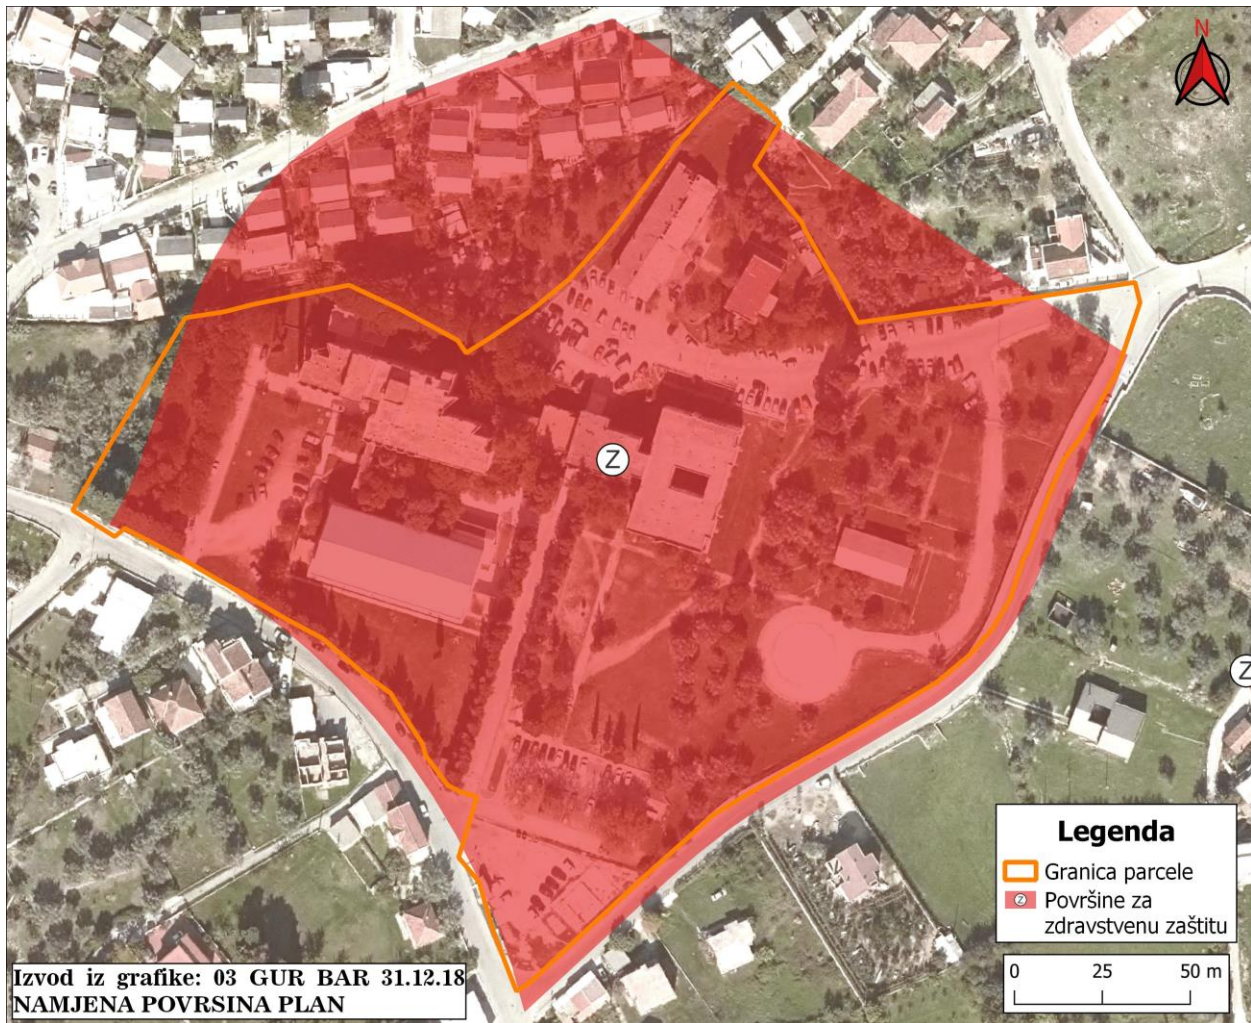 N
Z
Z
Legenda
Granica parcele
Z Površine za
zdravstvenu zaštitu
0 25 50 m
Izvod iz grafike: 03 GUR BAR 31.12.18
NAMJENA POVRSINA PLAN